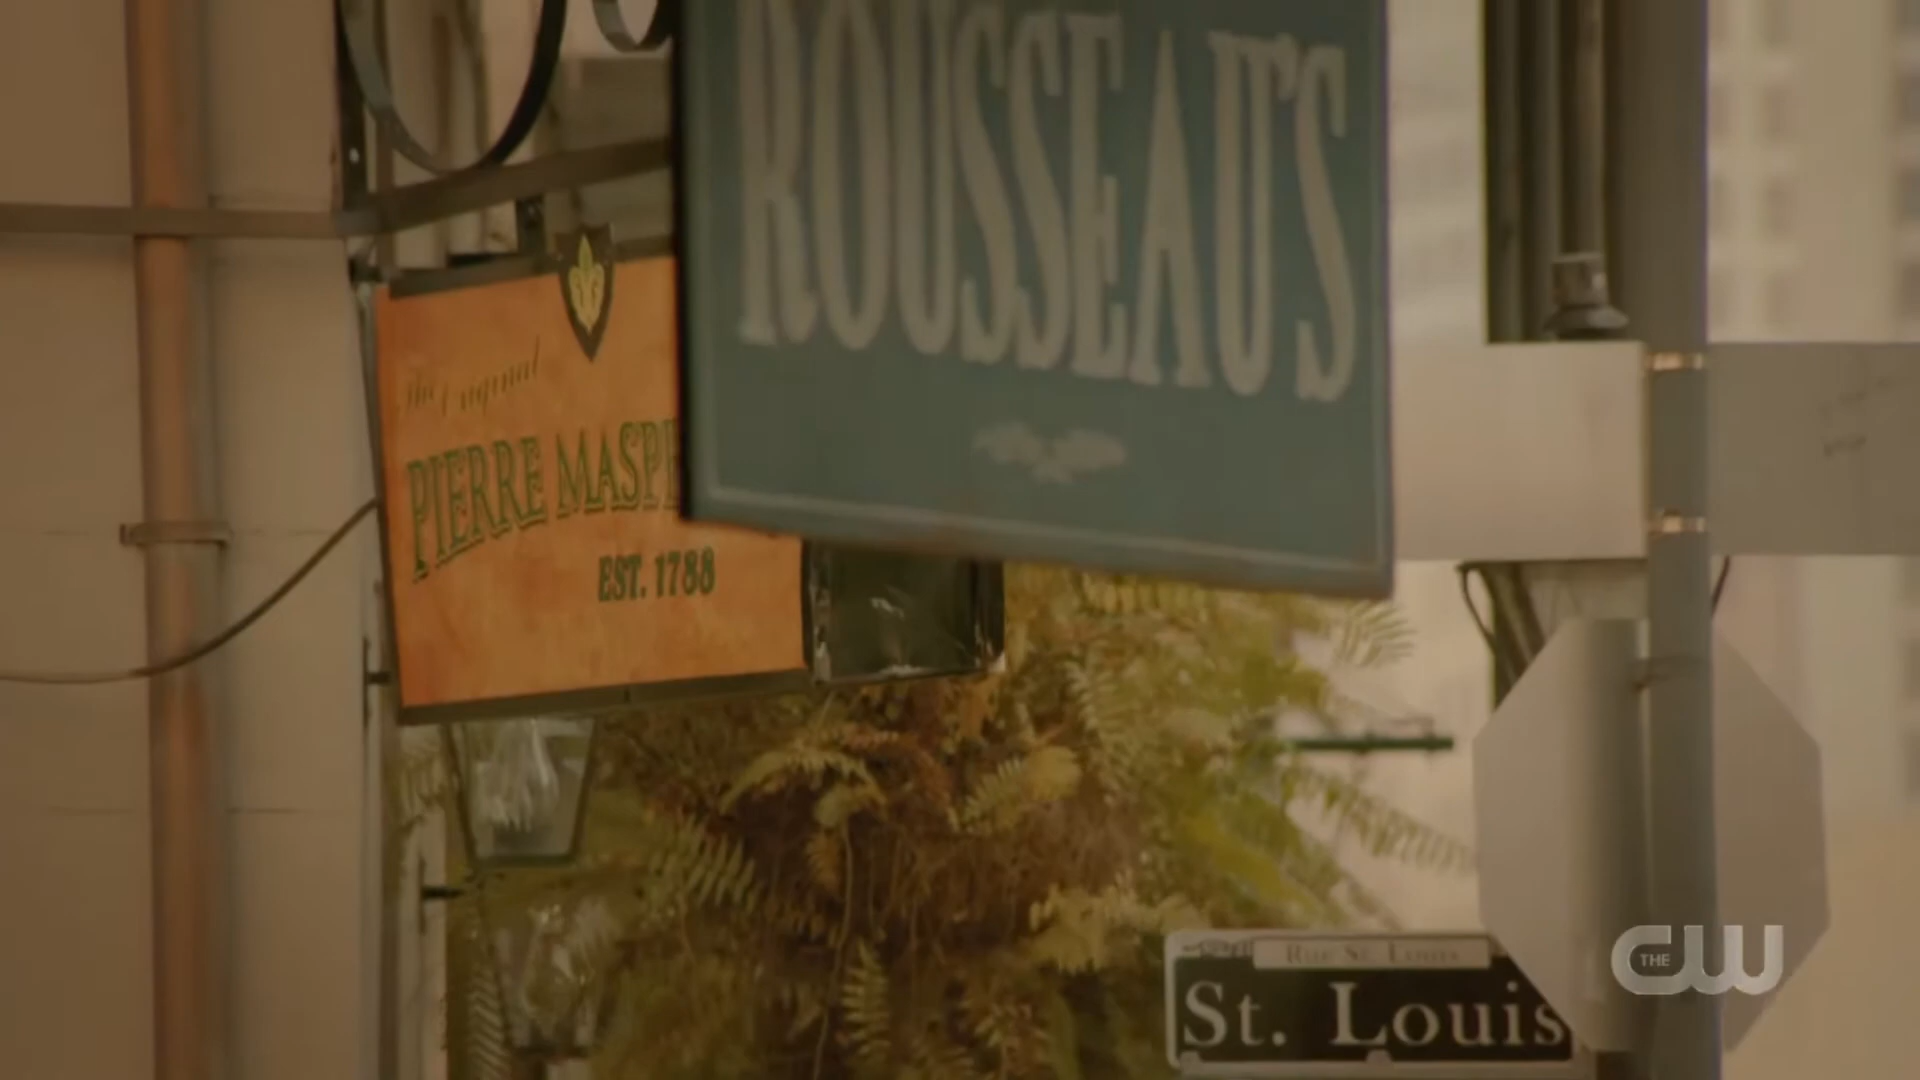 ROUSSEAU'S
The Original
PIERRE MASPE
EST. 1788
Rue St. Louis
St. Louis
THE CW